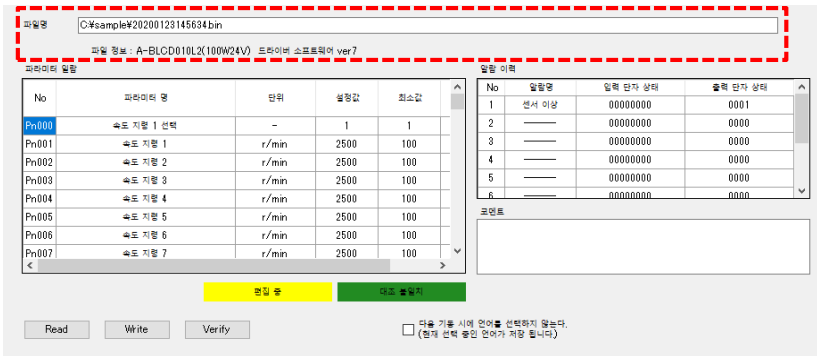 파일명 C:¥sample¥20200123145634.bin
파일 정보 : A-BLCD010L2(100W24V) 드라이버 소프트웨어 ver7
파라미터 일람
No 파라미터 명 단위 설정값 최소값
Pn000 속도 지령 1 선택 - 1 1
Pn001 속도 지령 1 r/min 2500 100
Pn002 속도 지령 2 r/min 2500 100
Pn003 속도 지령 3 r/min 2500 100
Pn004 속도 지령 4 r/min 2500 100
Pn005 속도 지령 5 r/min 2500 100
Pn006 속도 지령 6 r/min 2500 100
Pn007 속도 지령 7 r/min 2500 100
알람 이력
No 알람명 입력 단자 상태 출력 단자 상태
1 센서 이상 00000000 0001
2 ――― 00000000 0000
3 ――― 00000000 0000
4 ――― 00000000 0000
5 ――― 00000000 0000
6 ――― 00000000 0000
코멘트
편집 중 대조 불일치
Read Write Verify
다음 기동 시에 언어를 선택하지 않는다.
(현재 선택 중인 언어가 저장 됩니다.)